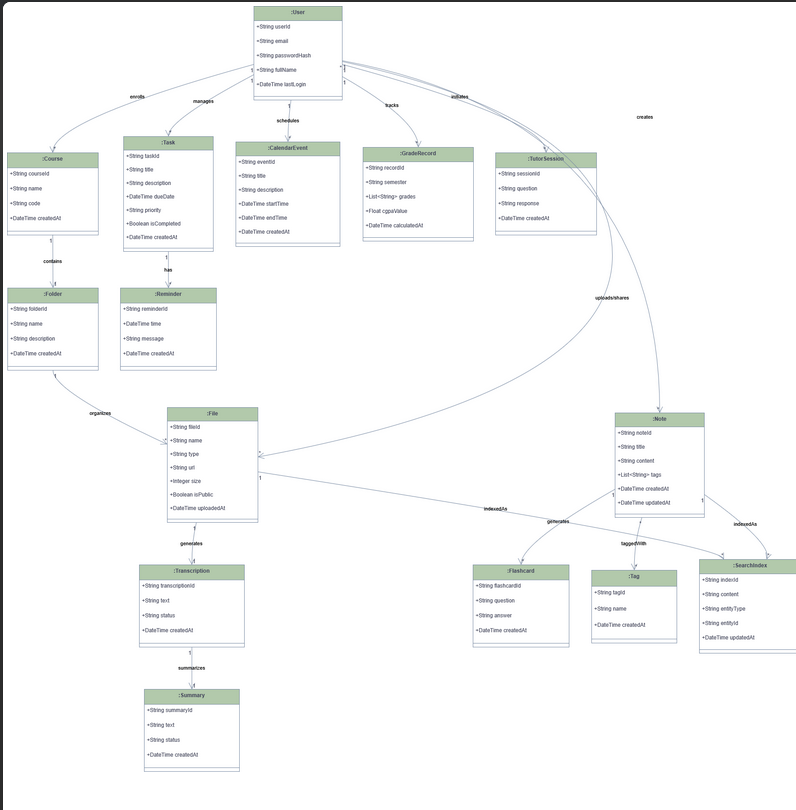 :User
+String userId
+String email
+String passwordHash
+String fullName
+DateTime lastLogin
enrolls
manages
schedules
tracks
initiates
creates
:Course
+String courseId
+String name
+String code
+DateTime createdAt
:Task
+String taskId
+String title
+String description
+DateTime dueDate
+String priority
+Boolean isCompleted
+DateTime createdAt
:CalendarEvent
+String eventId
+String title
+String description
+DateTime startTime
+DateTime endTime
+DateTime createdAt
:GradeRecord
+String recordId
+String semester
+List<String> grades
+Float cgpaValue
+DateTime calculatedAt
:TutorSession
+String sessionId
+String question
+String response
+DateTime createdAt
contains
has
uploads/shares
:Folder
+String folderId
+String name
+String description
+DateTime createdAt
:Reminder
+String reminderId
+DateTime time
+String message
+DateTime createdAt
organizes
:File
+String fileId
+String name
+String type
+String url
+Integer size
+Boolean isPublic
+DateTime uploadedAt
:Note
+String noteId
+String title
+String content
+List<String> tags
+DateTime createdAt
+DateTime updatedAt
indexedAs
generates
indexedAs
generates
taggedWith
:Transcription
+String transcriptionId
+String text
+String status
+DateTime createdAt
:Flashcard
+String flashcardId
+String question
+String answer
+DateTime createdAt
:Tag
+String tagId
+String name
+DateTime createdAt
:SearchIndex
+String indexId
+String content
+String entityType
+String entityId
+DateTime updatedAt
summarizes
:Summary
+String summaryId
+String text
+String status
+DateTime createdAt